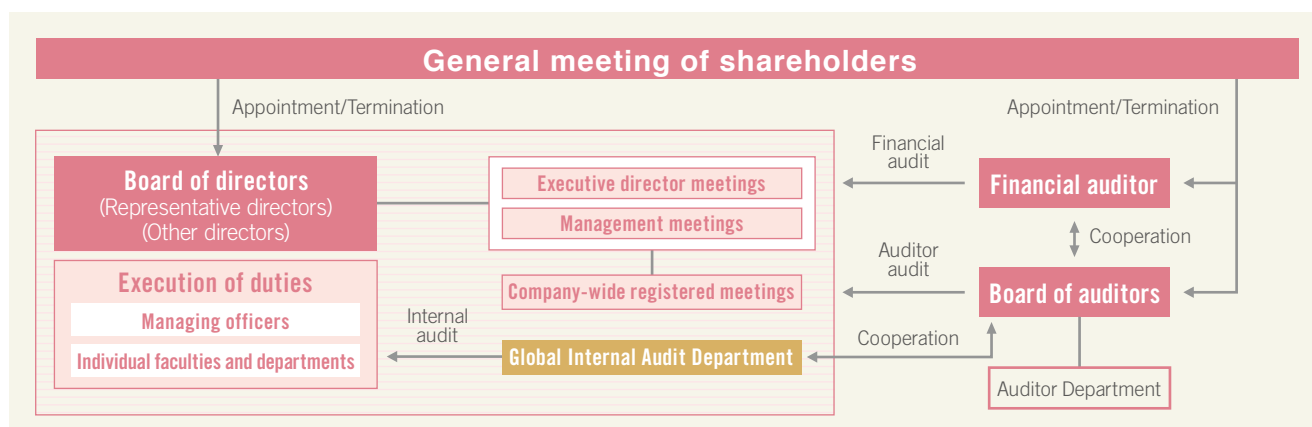 General meeting of shareholders
Appointment/Termination
Appointment/Termination
Board of directors
(Representative directors)
(Other directors)
Executive director meetings
Management meetings
Company-wide registered meetings
Financial
audit
Financial auditor
Cooperation
Auditor
audit
Board of auditors
Execution of duties
Managing officers
Individual faculties and departments
Internal
audit
Global Internal Audit Department
Cooperation
Auditor Department